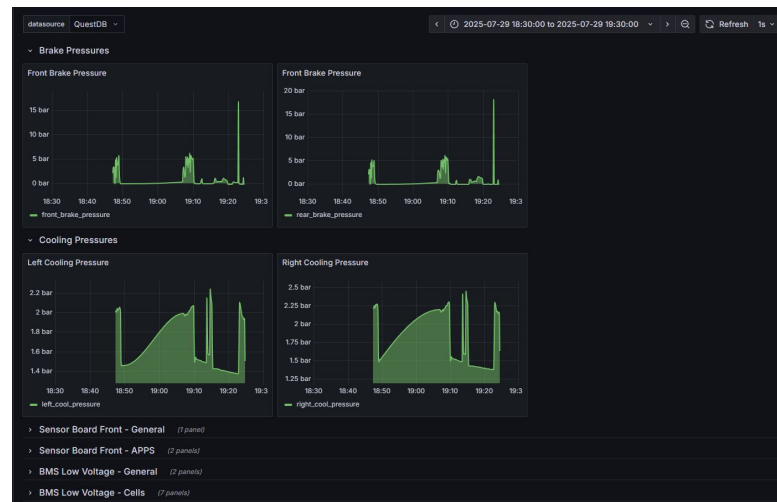 datasource QuestDB 2025-07-29 18:30:00 to 2025-07-29 19:30:00 Refresh 1s
Brake Pressures
Front Brake Pressure
15 bar
10 bar
5 bar
0 bar
18:30 18:40 18:50 19:00 19:10 19:20 19:3
front_brake_pressure
Front Brake Pressure
20 bar
15 bar
10 bar
5 bar
0 bar
18:30 18:40 18:50 19:00 19:10 19:20 19:3
rear_brake_pressure
Cooling Pressures
Left Cooling Pressure
2.2 bar
2 bar
1.8 bar
1.6 bar
1.4 bar
18:30 18:40 18:50 19:00 19:10 19:20 19:3
left_cool_pressure
Right Cooling Pressure
2.5 bar
2.25 bar
2 bar
1.75 bar
1.5 bar
1.25 bar
18:30 18:40 18:50 19:00 19:10 19:20 19:3
right_cool_pressure
Sensor Board Front - General (1 panel)
Sensor Board Front - APPS (2 panels)
BMS Low Voltage - General (2 panels)
BMS Low Voltage - Cells (7 panels)